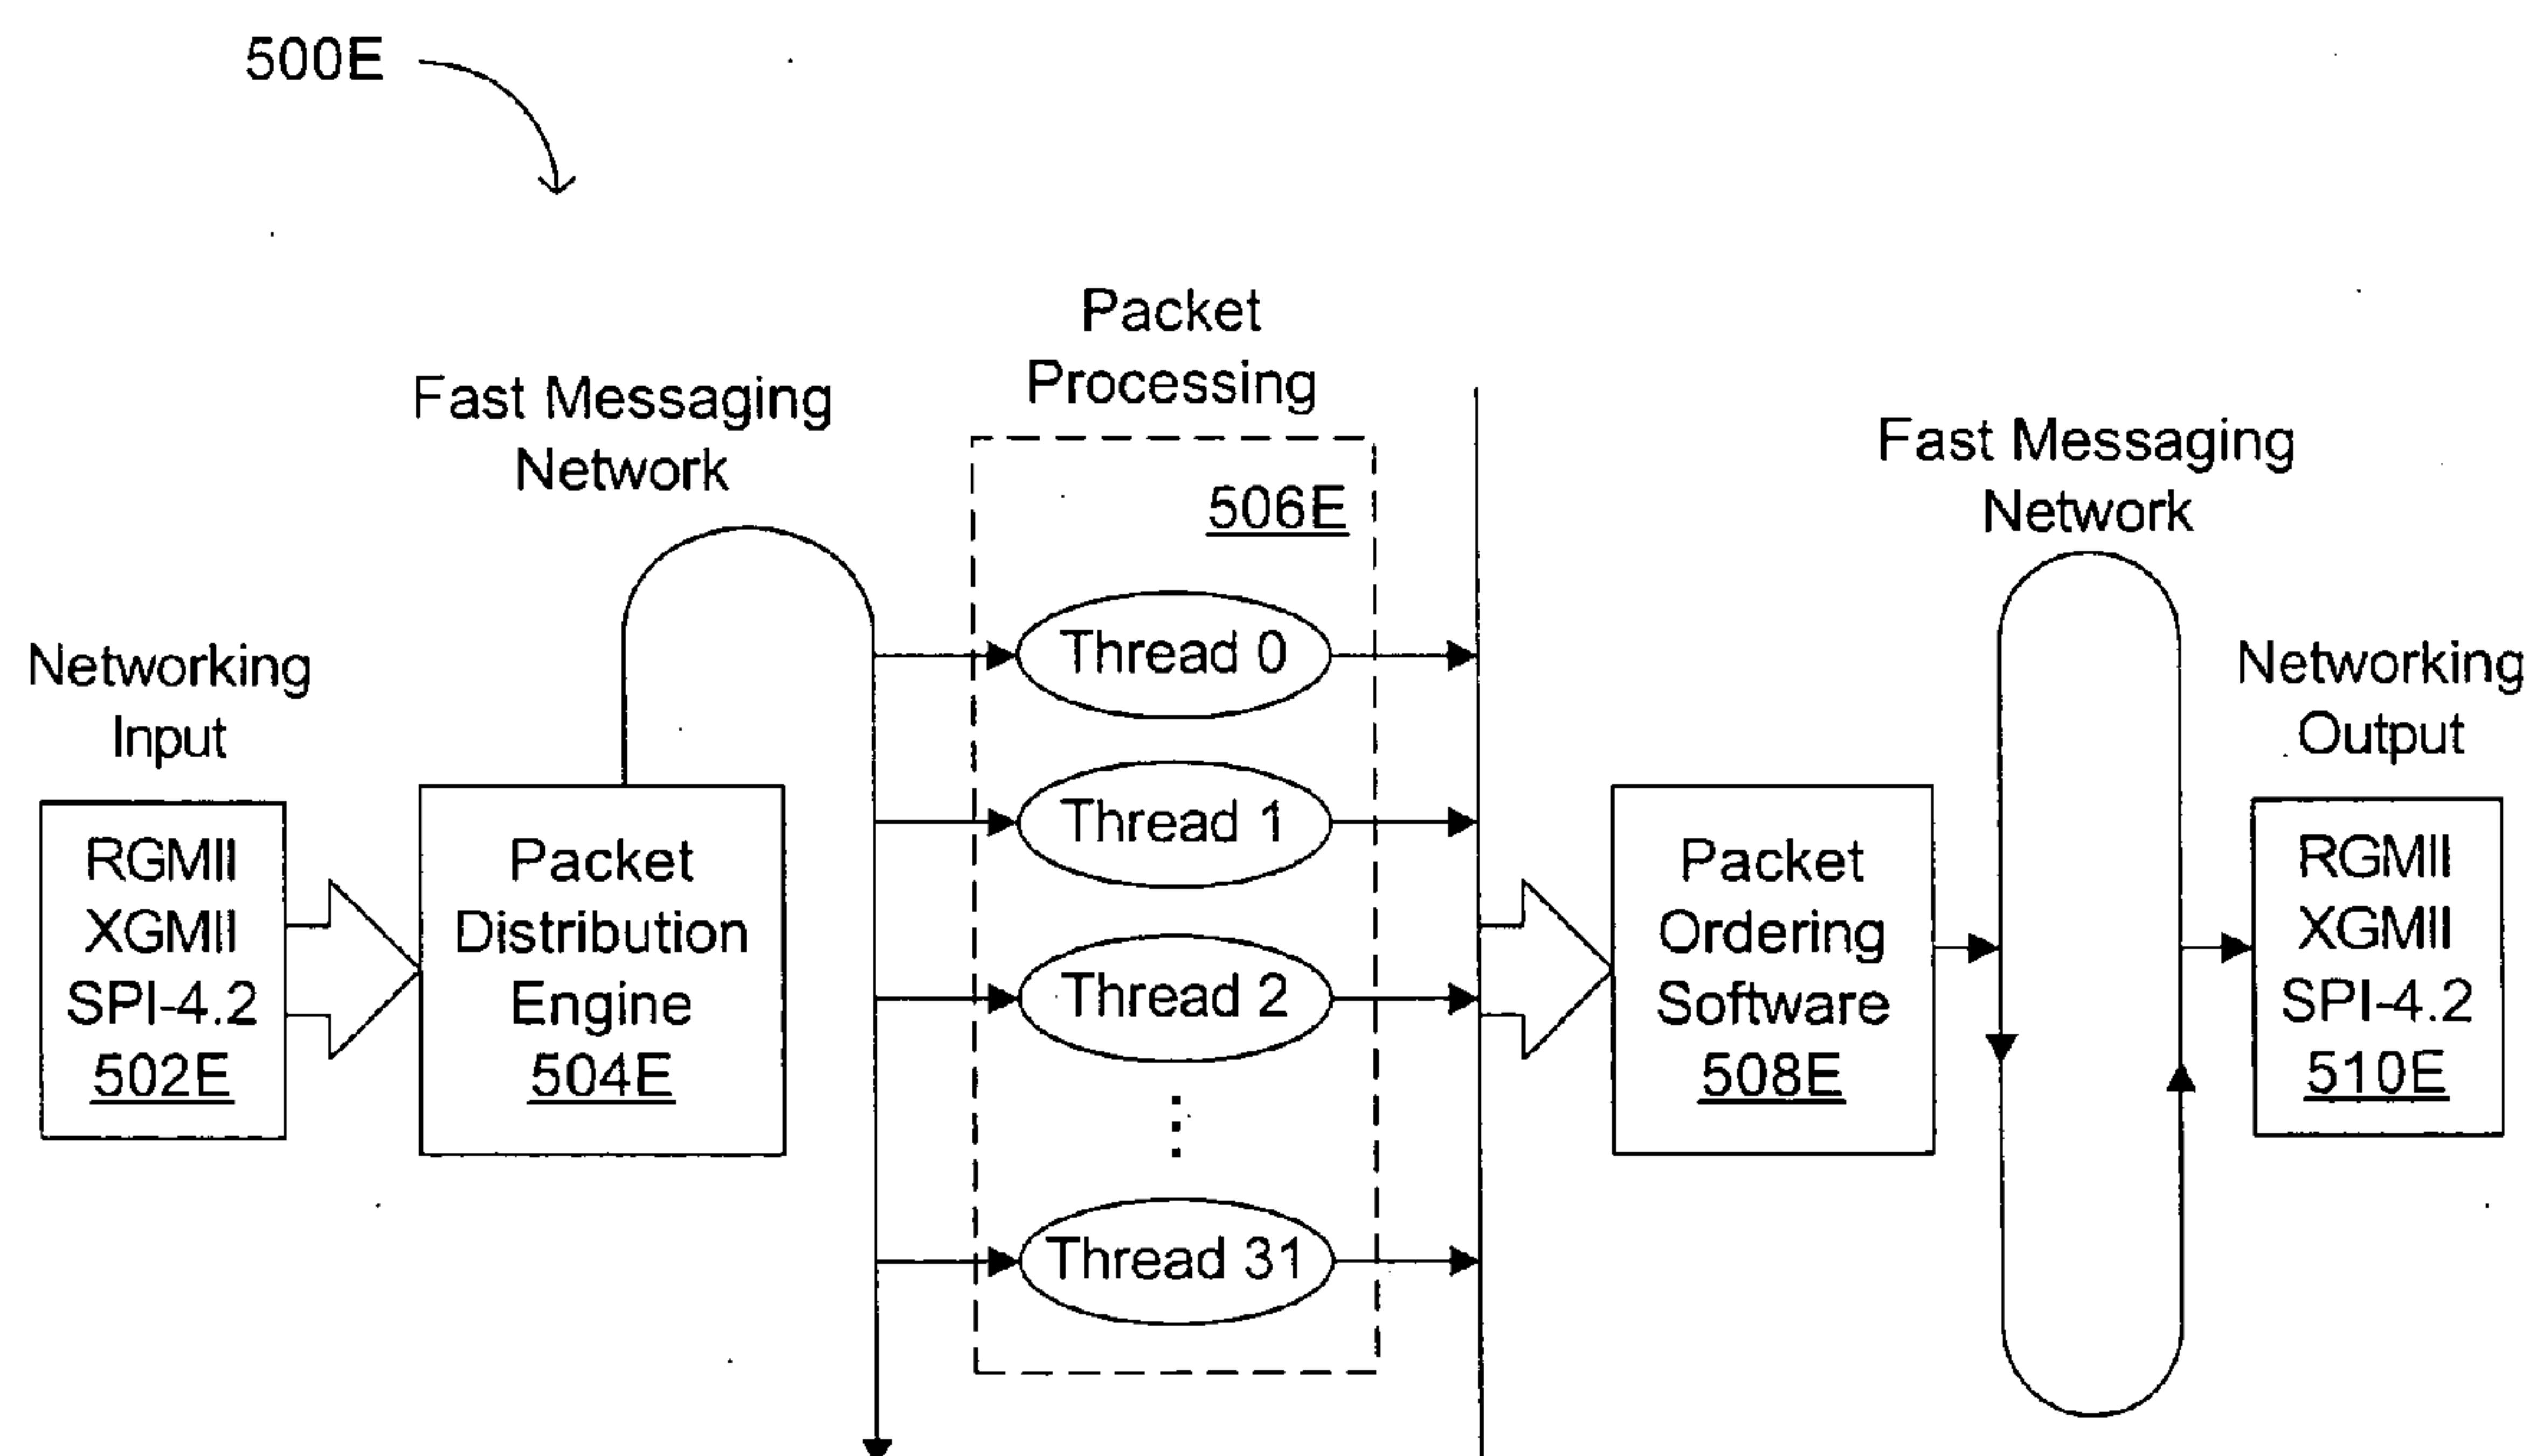 500E
Packet
Processing
Fast Messaging
Network
506E
Fast Messaging
Network
Thread 0
Thread 1
Thread 2
Thread 31
Networking
Input
RGMII
XGMII
SPI-4.2
502E
Packet
Distribution
Engine
504E
Packet
Ordering
Software
508E
Networking
Output
RGMII
XGMII
SPI-4.2
510E